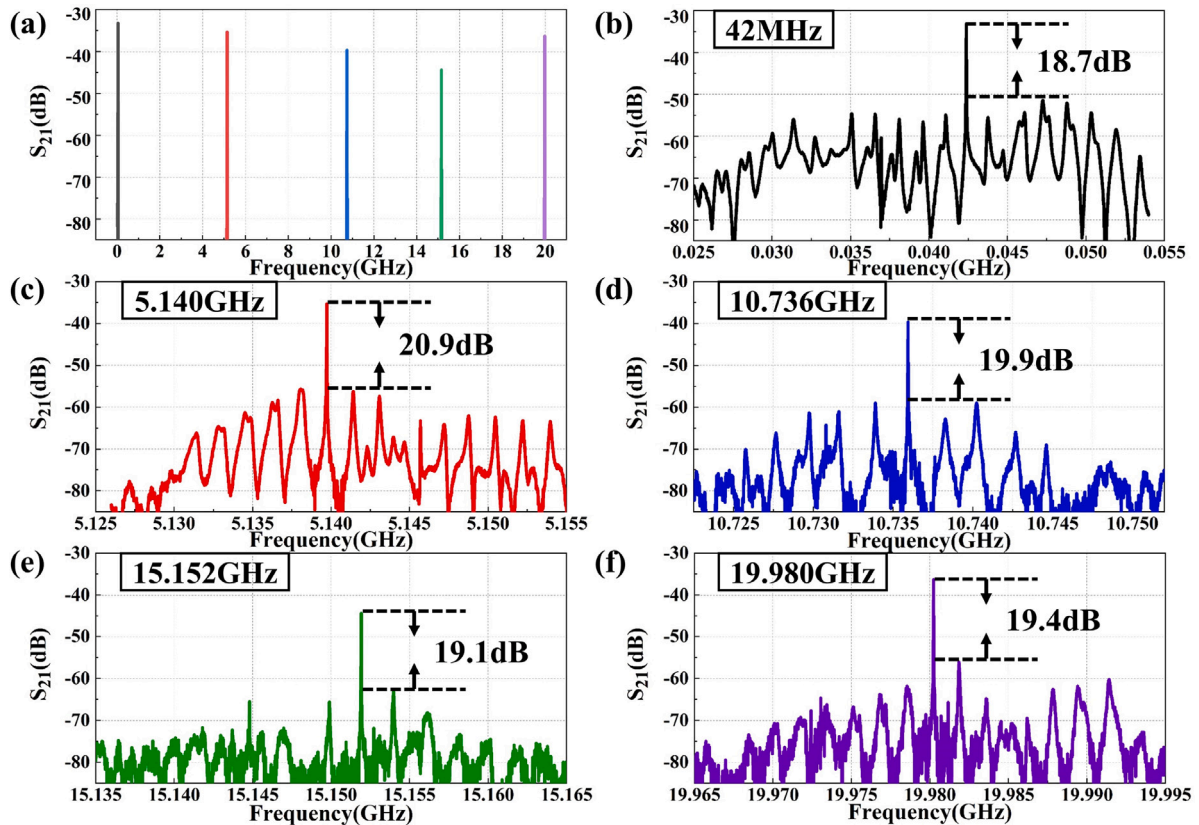 (a)
-30
-40
-50
-60
-70
-80
S21(dB)
0 2 4 6 8 10 12 14 16 18 20
Frequency(GHz)
(b)
42MHz
18.7dB
-30
-40
-50
-60
-70
-80
S21(dB)
0.025 0.030 0.035 0.040 0.045 0.050 0.055
Frequency(GHz)
(c)
5.140GHz
20.9dB
-30
-40
-50
-60
-70
-80
S21(dB)
5.125 5.130 5.135 5.140 5.145 5.150 5.155
Frequency(GHz)
(d)
10.736GHz
19.9dB
-30
-40
-50
-60
-70
-80
S21(dB)
10.725 10.730 10.735 10.740 10.745 10.750
Frequency(GHz)
(e)
15.152GHz
19.1dB
-30
-40
-50
-60
-70
-80
S21(dB)
15.135 15.140 15.145 15.150 15.155 15.160 15.165
Frequency(GHz)
(f)
19.980GHz
19.4dB
-30
-40
-50
-60
-70
-80
S21(dB)
19.965 19.970 19.975 19.980 19.985 19.990 19.995
Frequency(GHz)